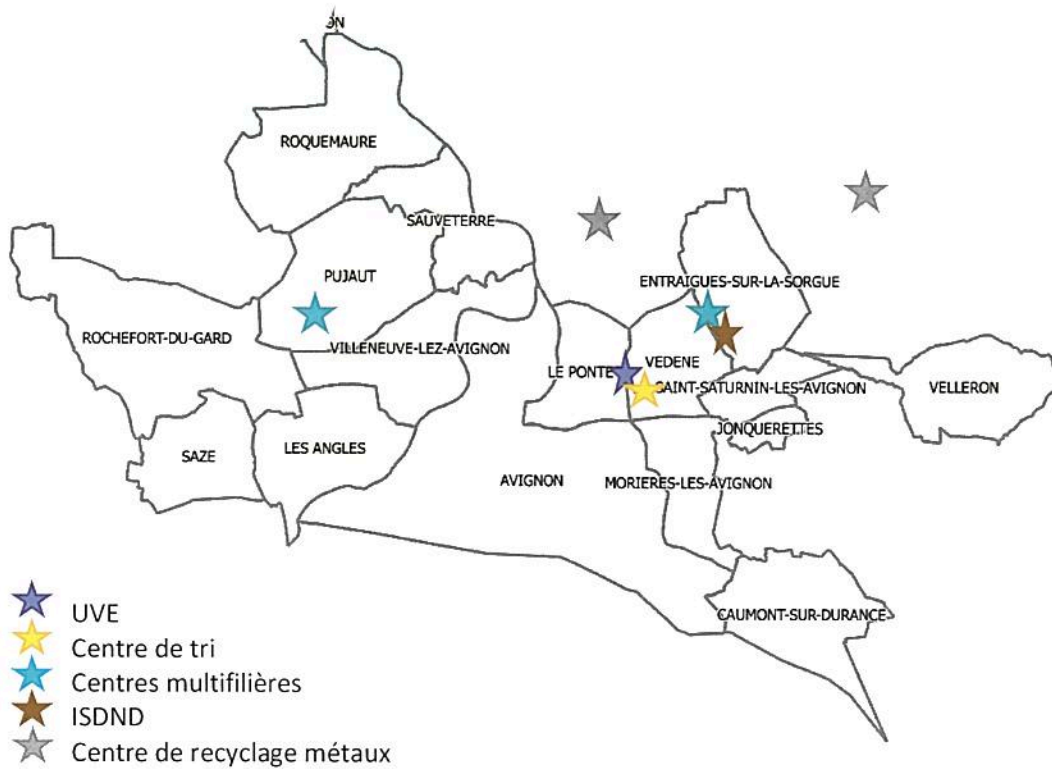 ON
ROQUEMAURE
SAUVETERRE
PUJAUT
ENTRAIGUES-SUR-LA-SORGUE
ROCHEFORT-DU-GARD
VILLENEUVE-LEZ-AVIGNON
LE PONTE
VEDENE
SAINT-SATURNIN-LES-AVIGNON
VELLERON
JONQUERETTES
SAZE
LES ANGLES
AVIGNON
MORIERES-LES-AVIGNON
CAUMONT-SUR-DURANCE
UVE
Centre de tri
Centres multifilières
ISDND
Centre de recyclage métaux